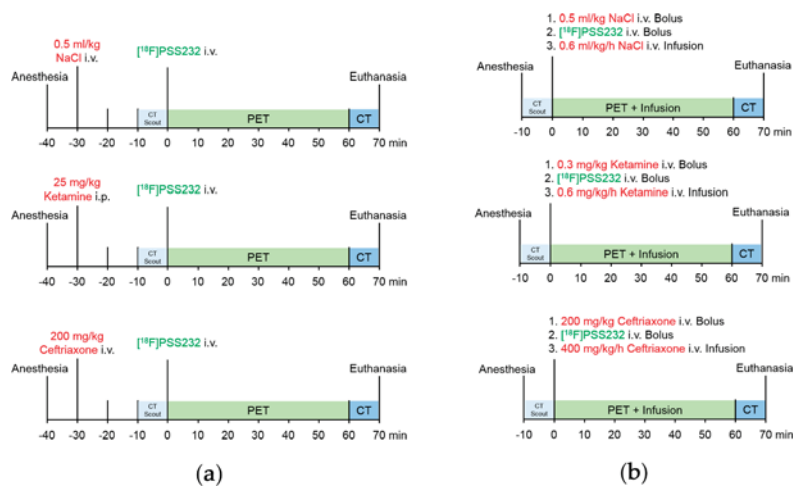 0.5 ml/kg
NaCl i.v.
[¹⁸F]PSS232 i.v.
Anesthesia
Euthanasia
CT
Scout
PET
CT
-40 -30 -20 -10 0 10 20 30 40 50 60 70 min
25 mg/kg
Ketamine i.p.
[¹⁸F]PSS232 i.v.
Anesthesia
Euthanasia
CT
Scout
PET
CT
-40 -30 -20 -10 0 10 20 30 40 50 60 70 min
200 mg/kg
Ceftriaxone i.v.
[¹⁸F]PSS232 i.v.
Anesthesia
Euthanasia
CT
Scout
PET
CT
-40 -30 -20 -10 0 10 20 30 40 50 60 70 min
(a)
1. 0.5 ml/kg NaCl i.v. Bolus
2. [¹⁸F]PSS232 i.v. Bolus
3. 0.6 ml/kg/h NaCl i.v. Infusion
Anesthesia
Euthanasia
CT
Scout
PET + Infusion
CT
-10 0 10 20 30 40 50 60 70 min
1. 0.3 mg/kg Ketamine i.v. Bolus
2. [¹⁸F]PSS232 i.v. Bolus
3. 0.6 mg/kg/h Ketamine i.v. Infusion
Anesthesia
Euthanasia
CT
Scout
PET + Infusion
CT
-10 0 10 20 30 40 50 60 70 min
1. 200 mg/kg Ceftriaxone i.v. Bolus
2. [¹⁸F]PSS232 i.v. Bolus
3. 400 mg/kg/h Ceftriaxone i.v. Infusion
Anesthesia
Euthanasia
CT
Scout
PET + Infusion
CT
-10 0 10 20 30 40 50 60 70 min
(b)